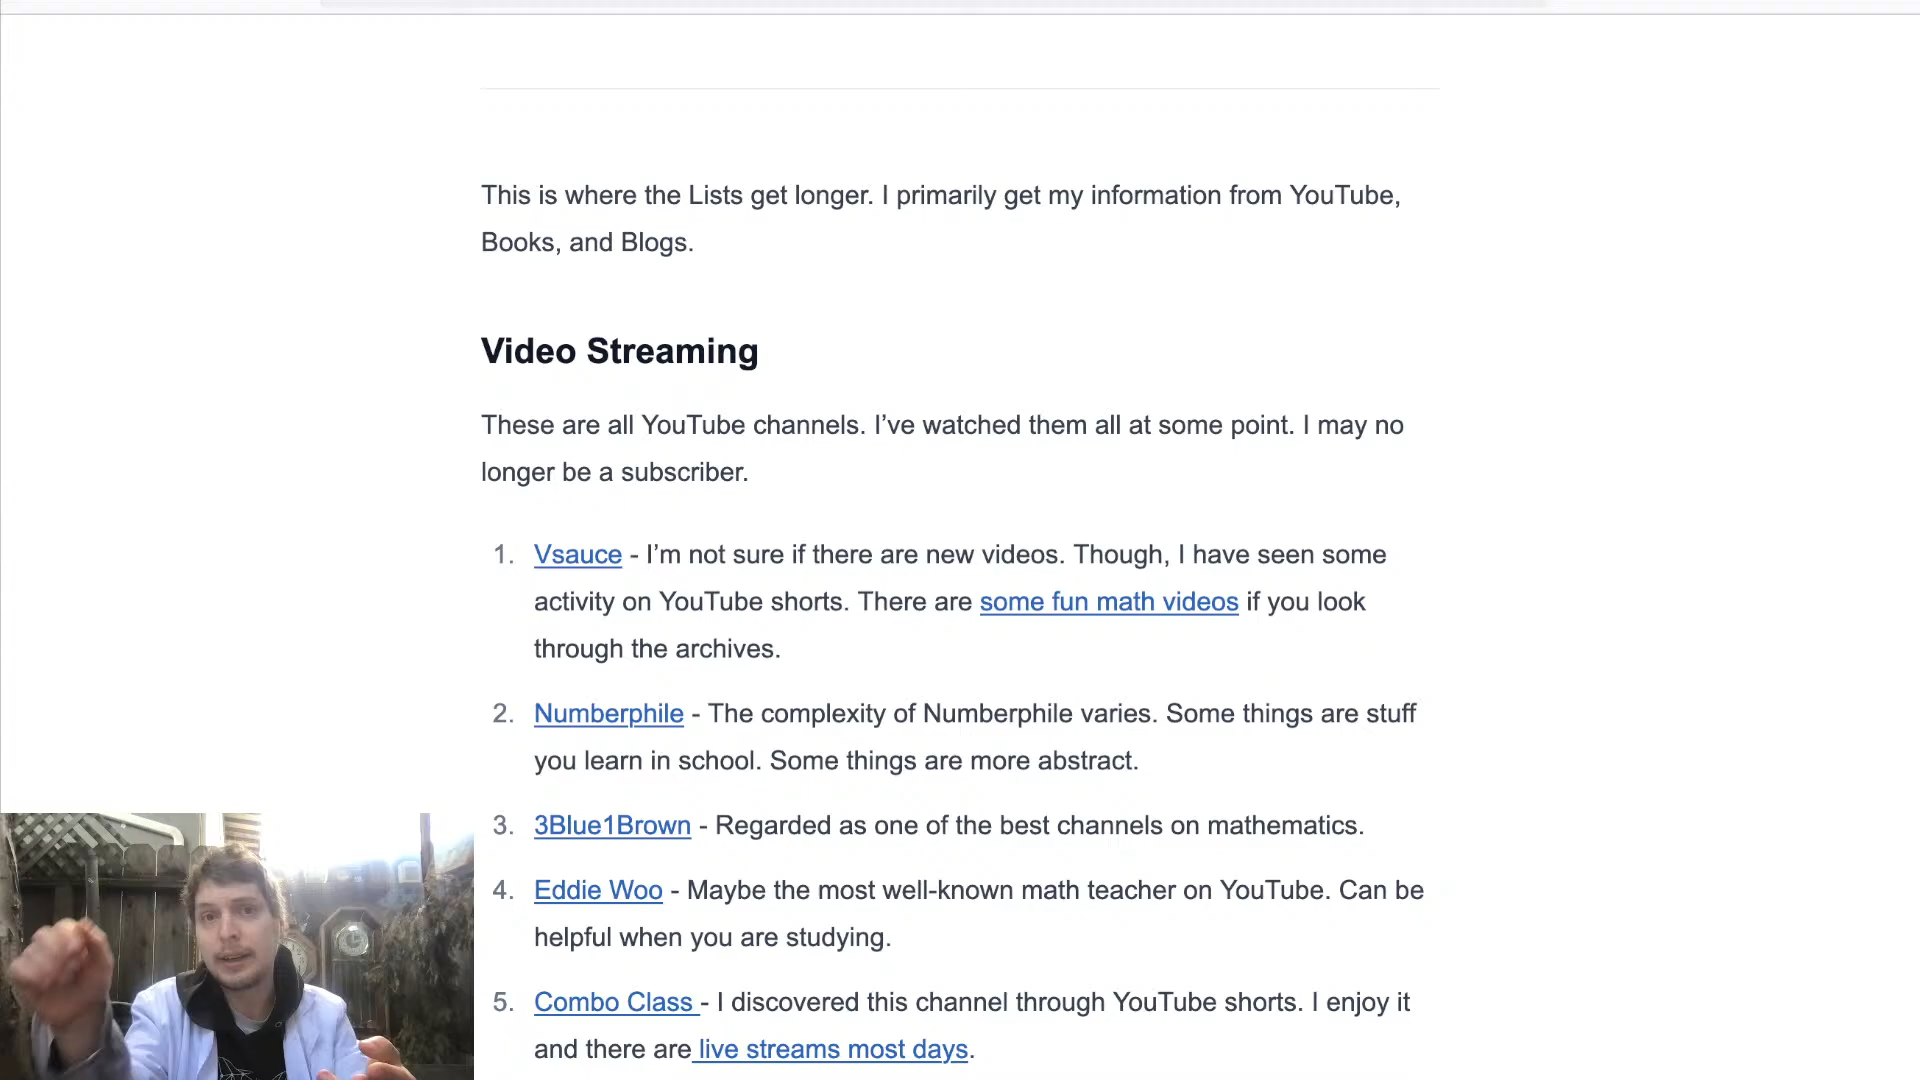 This is where the Lists get longer. I primarily get my information from YouTube,
Books, and Blogs.
Video Streaming
These are all YouTube channels. I’ve watched them all at some point. I may no
longer be a subscriber.
1. Vsauce - I’m not sure if there are new videos. Though, I have seen some
activity on YouTube shorts. There are some fun math videos if you look
through the archives.
2. Numberphile - The complexity of Numberphile varies. Some things are stuff
you learn in school. Some things are more abstract.
3. 3Blue1Brown - Regarded as one of the best channels on mathematics.
4. Eddie Woo - Maybe the most well-known math teacher on YouTube. Can be
helpful when you are studying.
5. Combo Class - I discovered this channel through YouTube shorts. I enjoy it
and there are live streams most days.